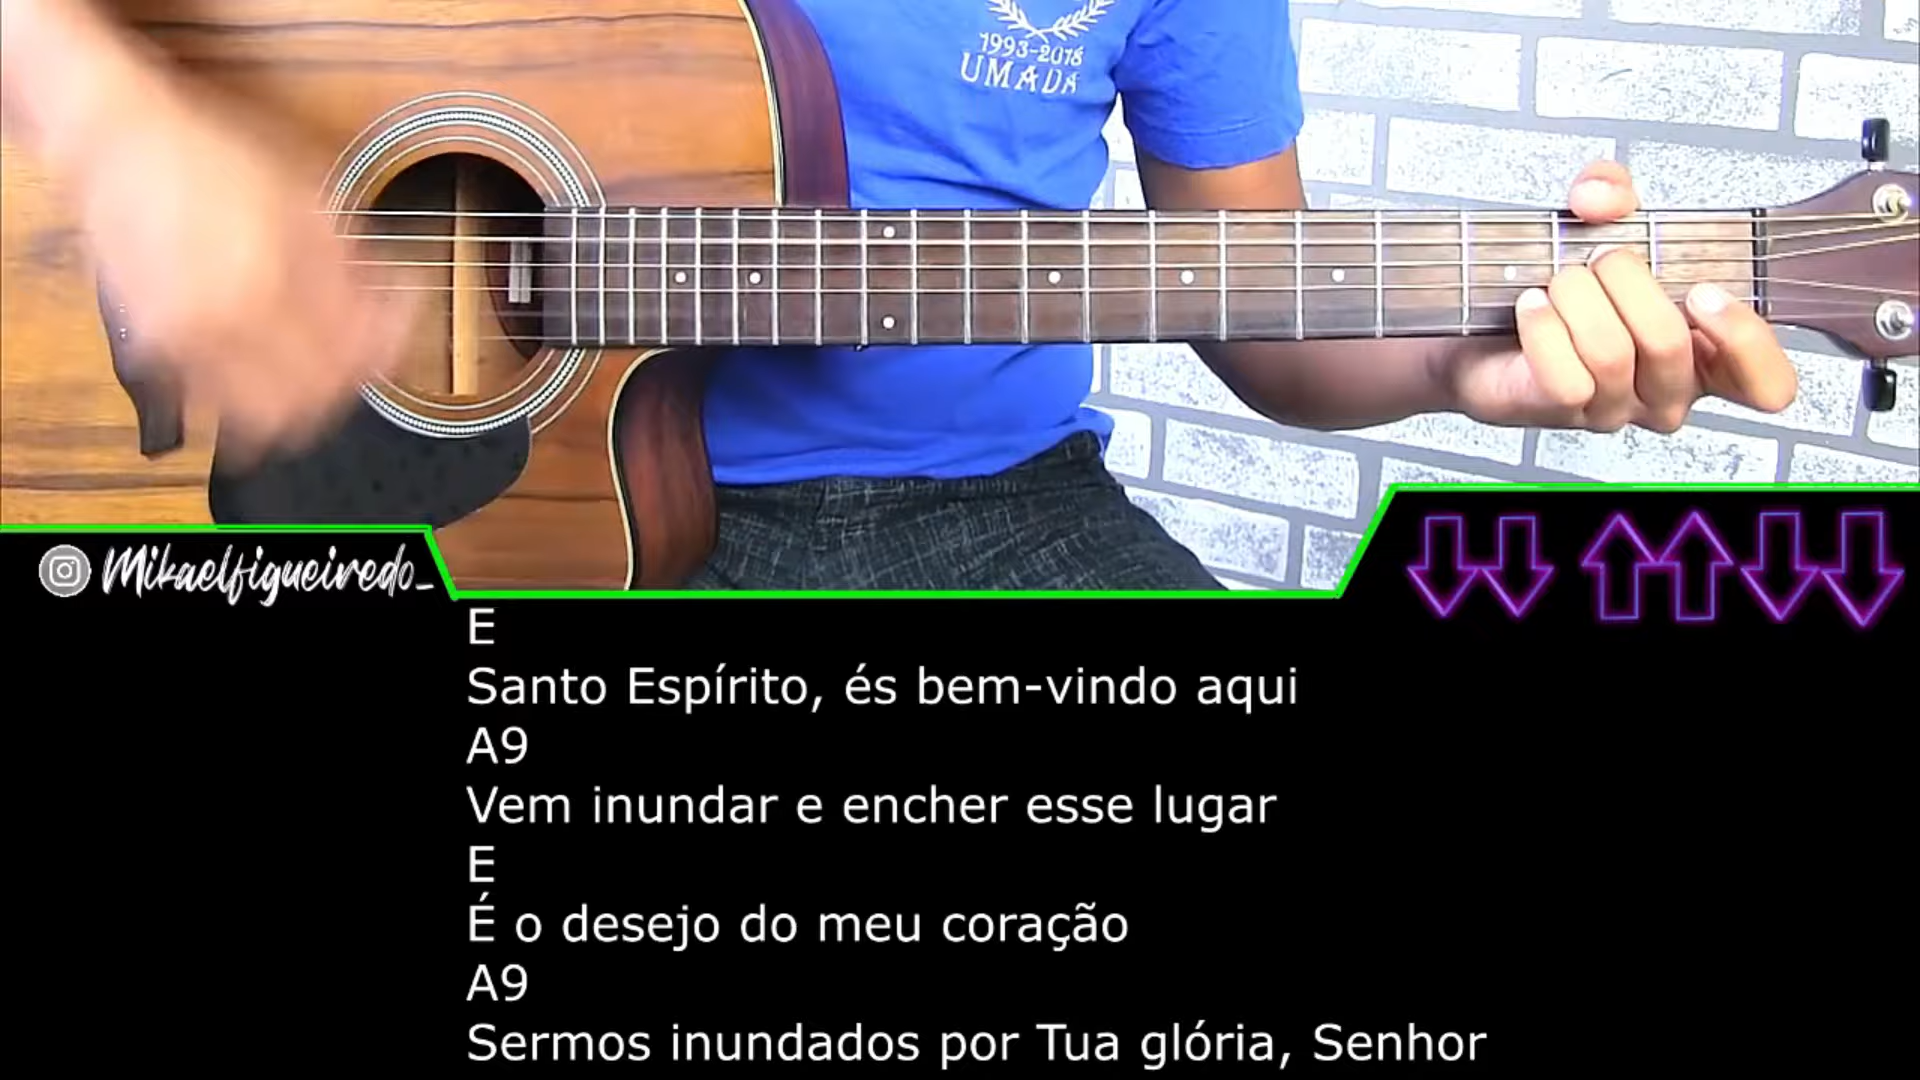 1993-2018
UMADA
Mikaelfigueiredo_
E
Santo Espírito, és bem-vindo aqui
A9
Vem inundar e encher esse lugar
E
É o desejo do meu coração
A9
Sermos inundados por Tua glória, Senhor